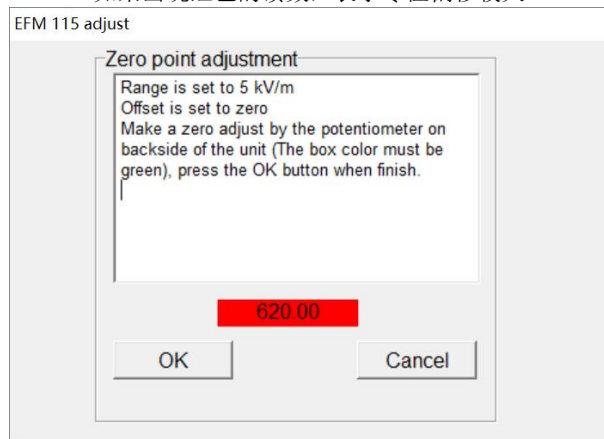 EFM 115 adjust
Zero point adjustment
Range is set to 5 kV/m
Offset is set to zero
Make a zero adjust by the potentiometer on
backside of the unit (The box color must be
green), press the OK button when finish.
620.00
OK
Cancel